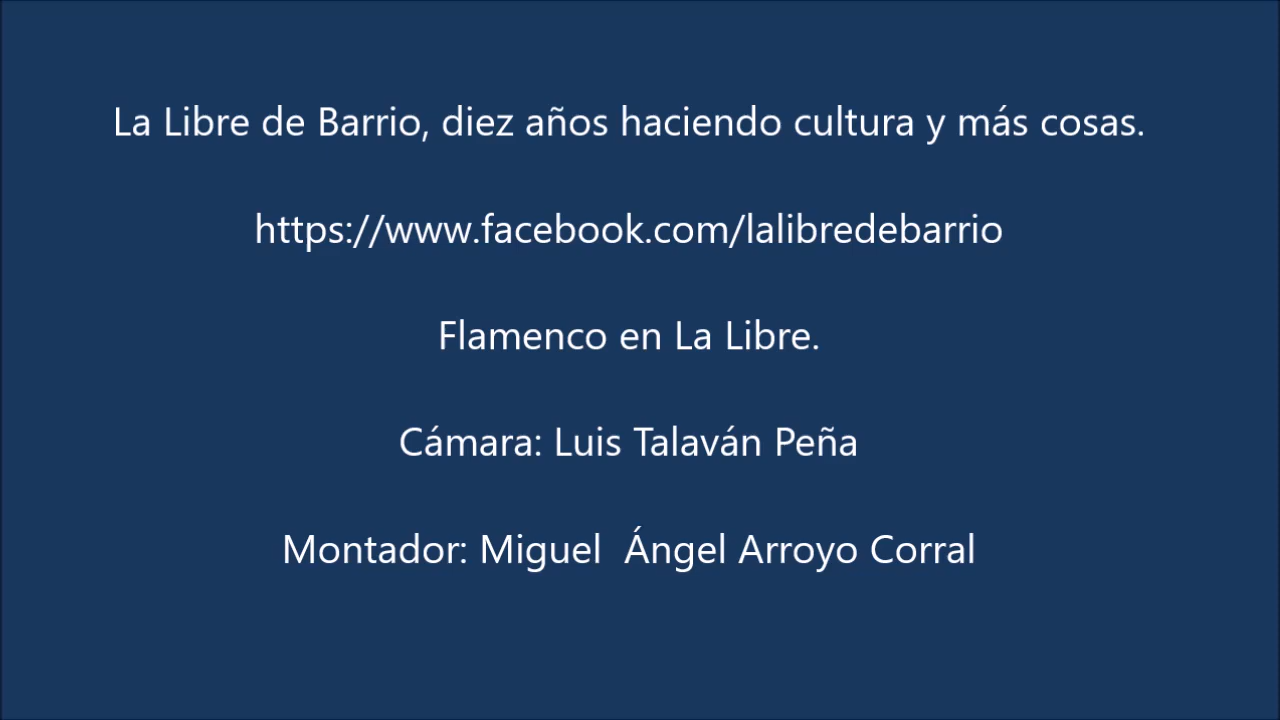 La Libre de Barrio, diez años haciendo cultura y más cosas.
https://www.facebook.com/lalibredebarrio
Flamenco en La Libre.
Cámara: Luis Talaván Peña
Montador: Miguel  Ángel Arroyo Corral